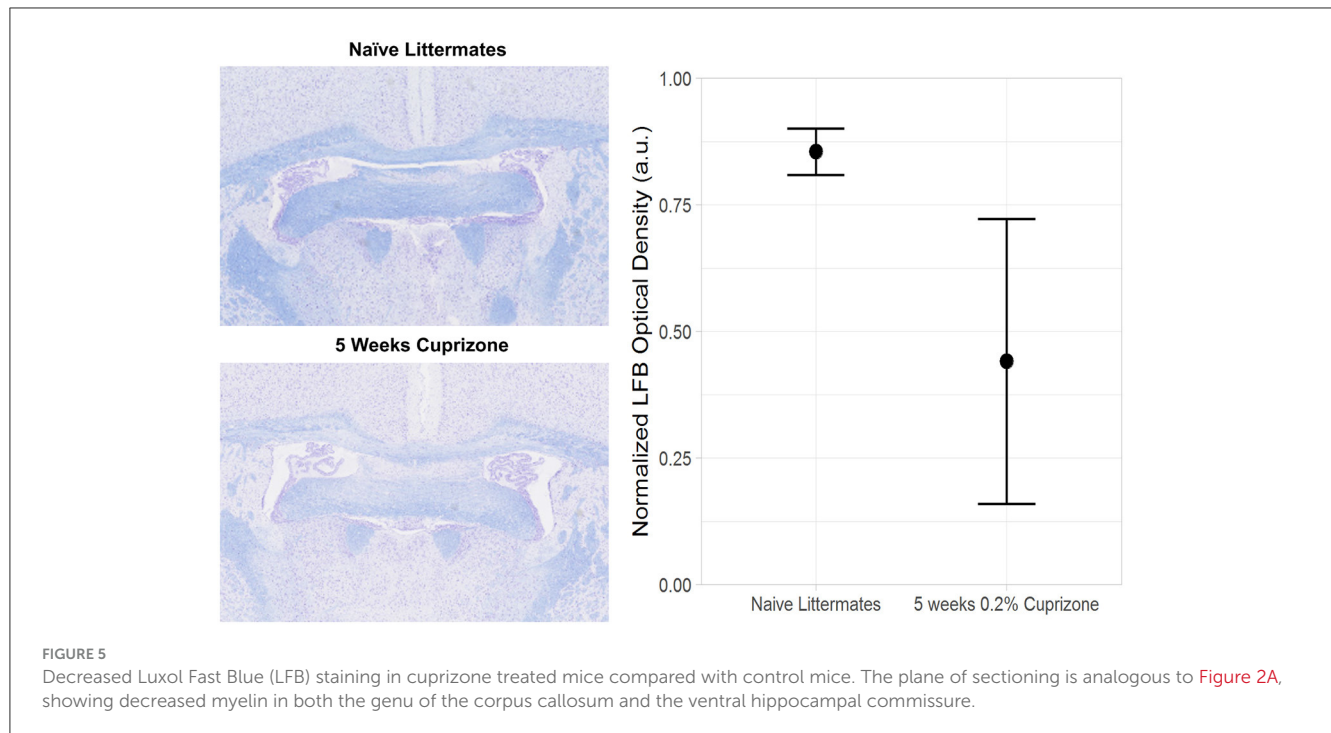 Naïve Littermates
5 Weeks Cuprizone
Normalized LFB Optical Density (a.u.)
1.00
0.75
0.50
0.25
0.00
Naive Littermates
5 weeks 0.2% Cuprizone
FIGURE 5
Decreased Luxol Fast Blue (LFB) staining in cuprizone treated mice compared with control mice. The plane of sectioning is analogous to Figure 2A,
showing decreased myelin in both the genu of the corpus callosum and the ventral hippocampal commissure.